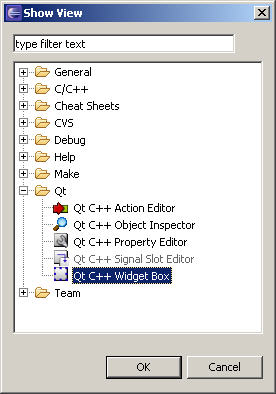 Show View
type filter text
General
C/C++
Cheat Sheets
CVS
Debug
Help
Make
Qt
Qt C++ Action Editor
Qt C++ Object Inspector
Qt C++ Property Editor
Qt C++ Signal Slot Editor
Qt C++ Widget Box
Team
OK
Cancel